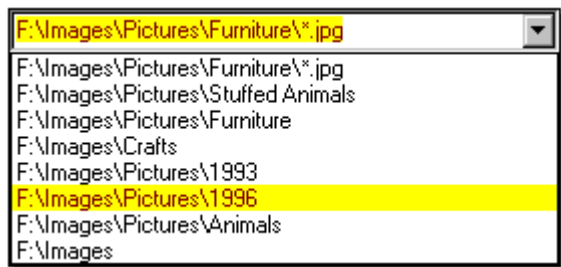 F:\Images\Pictures\Furniture\*.jpg
F:\Images\Pictures\Furniture\*.jpg
F:\Images\Pictures\Stuffed Animals
F:\Images\Pictures\Furniture
F:\Images\Crafts
F:\Images\Pictures\1993
F:\Images\Pictures\1996
F:\Images\Pictures\Animals
F:\Images